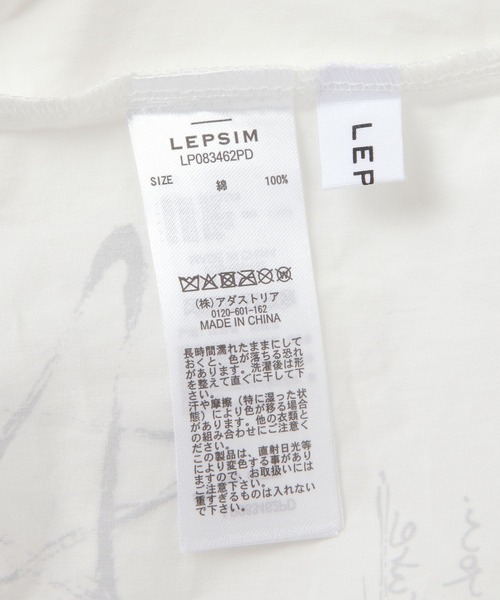 LEPSIM
LP083462PD
SIZE 綿 100%
(株)アダストリア
0120-601-162
MADE IN CHINA
長時間濡れたままにして
おくと、色が落ちる恐れ
があります。洗濯後は形
を整えて直ぐに干して下
さい。
汗や摩擦(特に湿った状
態)により色が移る場合
があります。他の衣類と
の組み合わせにご注意く
ださい。
この製品は、直射日光等
により変色する事があり
ますので、お取扱いには
ご注意下さい。
重すぎるものは入れない
で下さい。
LEP